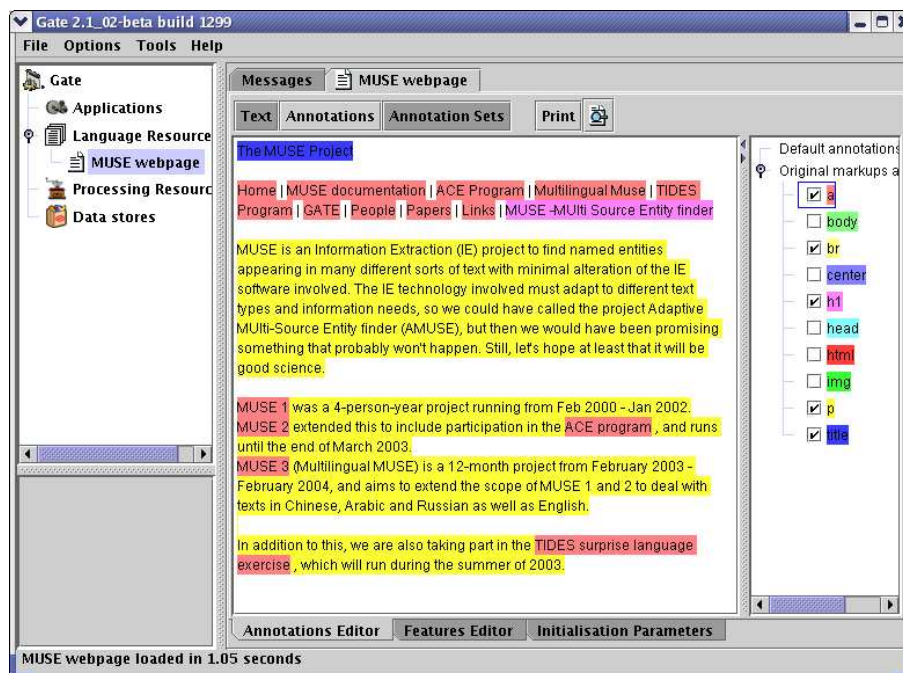 Gate 2.1_02-beta build 1299
File Options Tools Help
Gate
Applications
Language Resource
MUSE webpage
Processing Resourc
Data stores
Messages MUSE webpage
Text Annotations Annotation Sets Print
The MUSE Project
Home | MUSE documentation | ACE Program | Multilingual Muse | TIDES
Program | GATE | People | Papers | Links | MUSE -MUlti Source Entity finder
MUSE is an Information Extraction (IE) project to find named entities
appearing in many different sorts of text with minimal alteration of the IE
software involved. The IE technology involved must adapt to different text
types and information needs, so we could have called the project Adaptive
MUlti-Source Entity finder (AMUSE), but then we would have been promising
something that probably won't happen. Still, let's hope at least that it will be
good science.
MUSE 1 was a 4-person-year project running from Feb 2000 - Jan 2002.
MUSE 2 extended this to include participation in the ACE program , and runs
until the end of March 2003.
MUSE 3 (Multilingual MUSE) is a 12-month project from February 2003 -
February 2004, and aims to extend the scope of MUSE 1 and 2 to deal with
texts in Chinese, Arabic and Russian as well as English.
In addition to this, we are also taking part in the TIDES surprise language
exercise , which will run during the summer of 2003.
Default annotations
Original markups a
a
body
br
center
h1
head
html
img
p
title
Annotations Editor Features Editor Initialisation Parameters
MUSE webpage loaded in 1.05 seconds